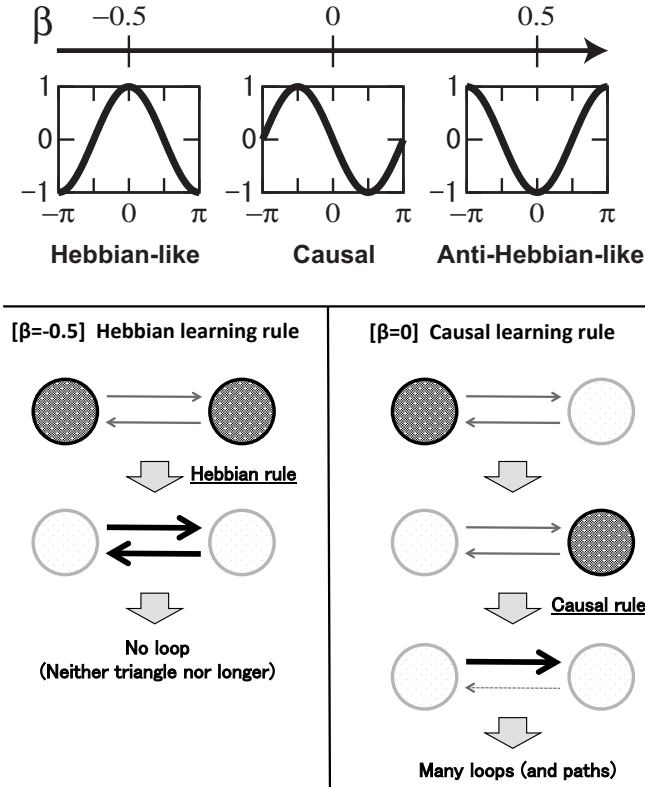 β −0.5 0 0.5
1 1 1
0 0 0
−1 −1 −1
−π 0 π −π 0 π −π 0 π
Hebbian-like Causal Anti-Hebbian-like
[β=-0.5] Hebbian learning rule
Hebbian rule
No loop
(Neither triangle nor longer)
[β=0] Causal learning rule
Causal rule
Many loops (and paths)